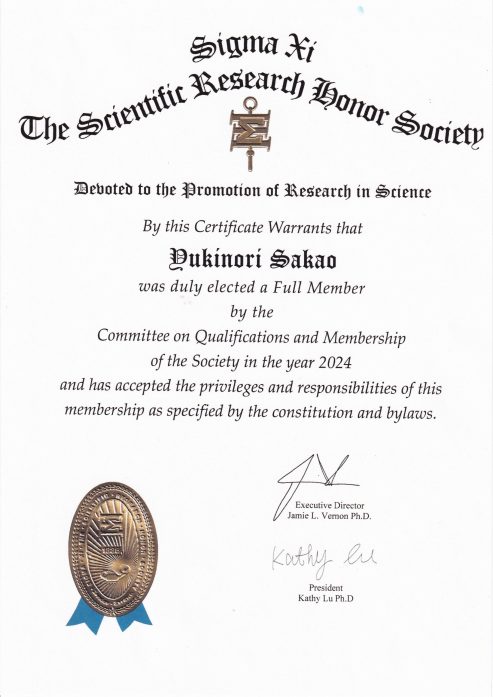 Sigma Xi
The Scientific Research Honor Society
Devoted to the Promotion of Research in Science
By this Certificate Warrants that
Yukinori Sakao
was duly elected a Full Member
by the
Committee on Qualifications and Membership
of the Society in the year 2024
and has accepted the privileges and responsibilities of this
membership as specified by the constitution and bylaws.
Executive Director
Jamie L. Vernon Ph.D.
Kathy Lu
President
Kathy Lu Ph.D